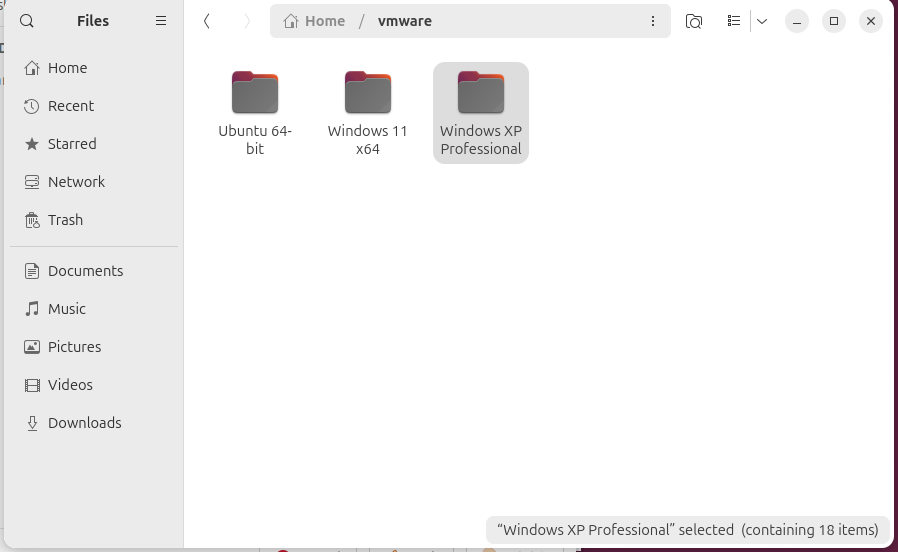 Files
Home / vmware
Home
Recent
Starred
Network
Trash
Documents
Music
Pictures
Videos
Downloads
Ubuntu 64-
bit
Windows 11
x64
Windows XP
Professional
“Windows XP Professional” selected (containing 18 items)